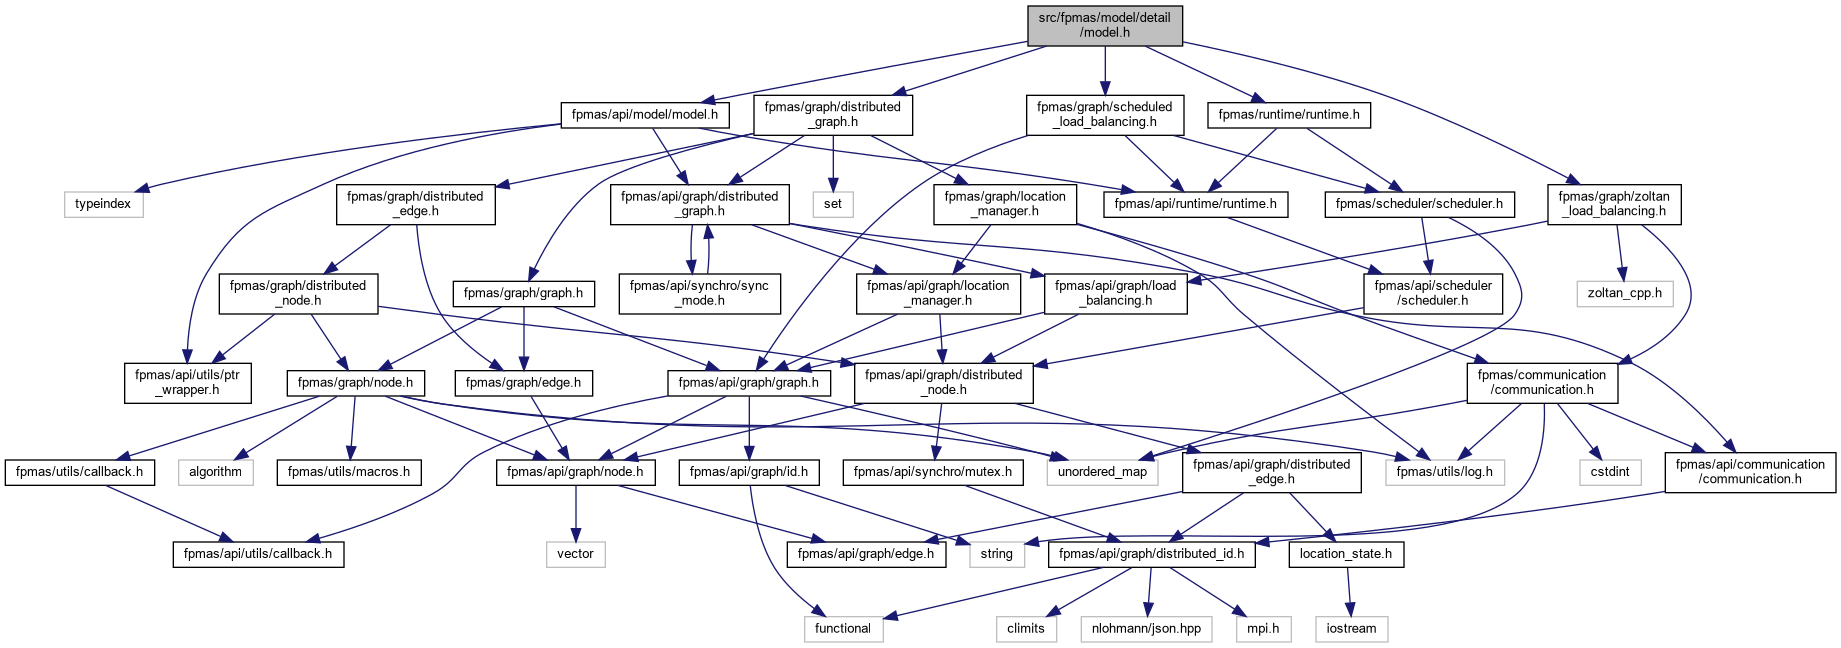 src/fpmas/model/detail
/model.h
fpmas/api/model/model.h
fpmas/graph/distributed
_graph.h
fpmas/graph/scheduled
_load_balancing.h
fpmas/runtime/runtime.h
typeindex
fpmas/graph/distributed
_edge.h
fpmas/api/graph/distributed
_graph.h
set
fpmas/graph/location
_manager.h
fpmas/api/runtime/runtime.h
fpmas/scheduler/scheduler.h
fpmas/graph/zoltan
_load_balancing.h
fpmas/graph/distributed
_node.h
fpmas/graph/graph.h
fpmas/api/synchro/sync
_mode.h
fpmas/api/graph/location
_manager.h
fpmas/api/graph/load
_balancing.h
fpmas/api/scheduler
/scheduler.h
zoltan_cpp.h
fpmas/api/utils/ptr
_wrapper.h
fpmas/graph/node.h
fpmas/graph/edge.h
fpmas/api/graph/graph.h
fpmas/api/graph/distributed
_node.h
fpmas/communication
/communication.h
fpmas/utils/callback.h
algorithm
fpmas/utils/macros.h
fpmas/api/graph/node.h
fpmas/api/graph/id.h
fpmas/api/synchro/mutex.h
unordered_map
fpmas/api/graph/distributed
_edge.h
fpmas/utils/log.h
cstdint
fpmas/api/communication
/communication.h
fpmas/api/utils/callback.h
vector
fpmas/api/graph/edge.h
string
fpmas/api/graph/distributed_id.h
location_state.h
functional
climits
nlohmann/json.hpp
mpi.h
iostream